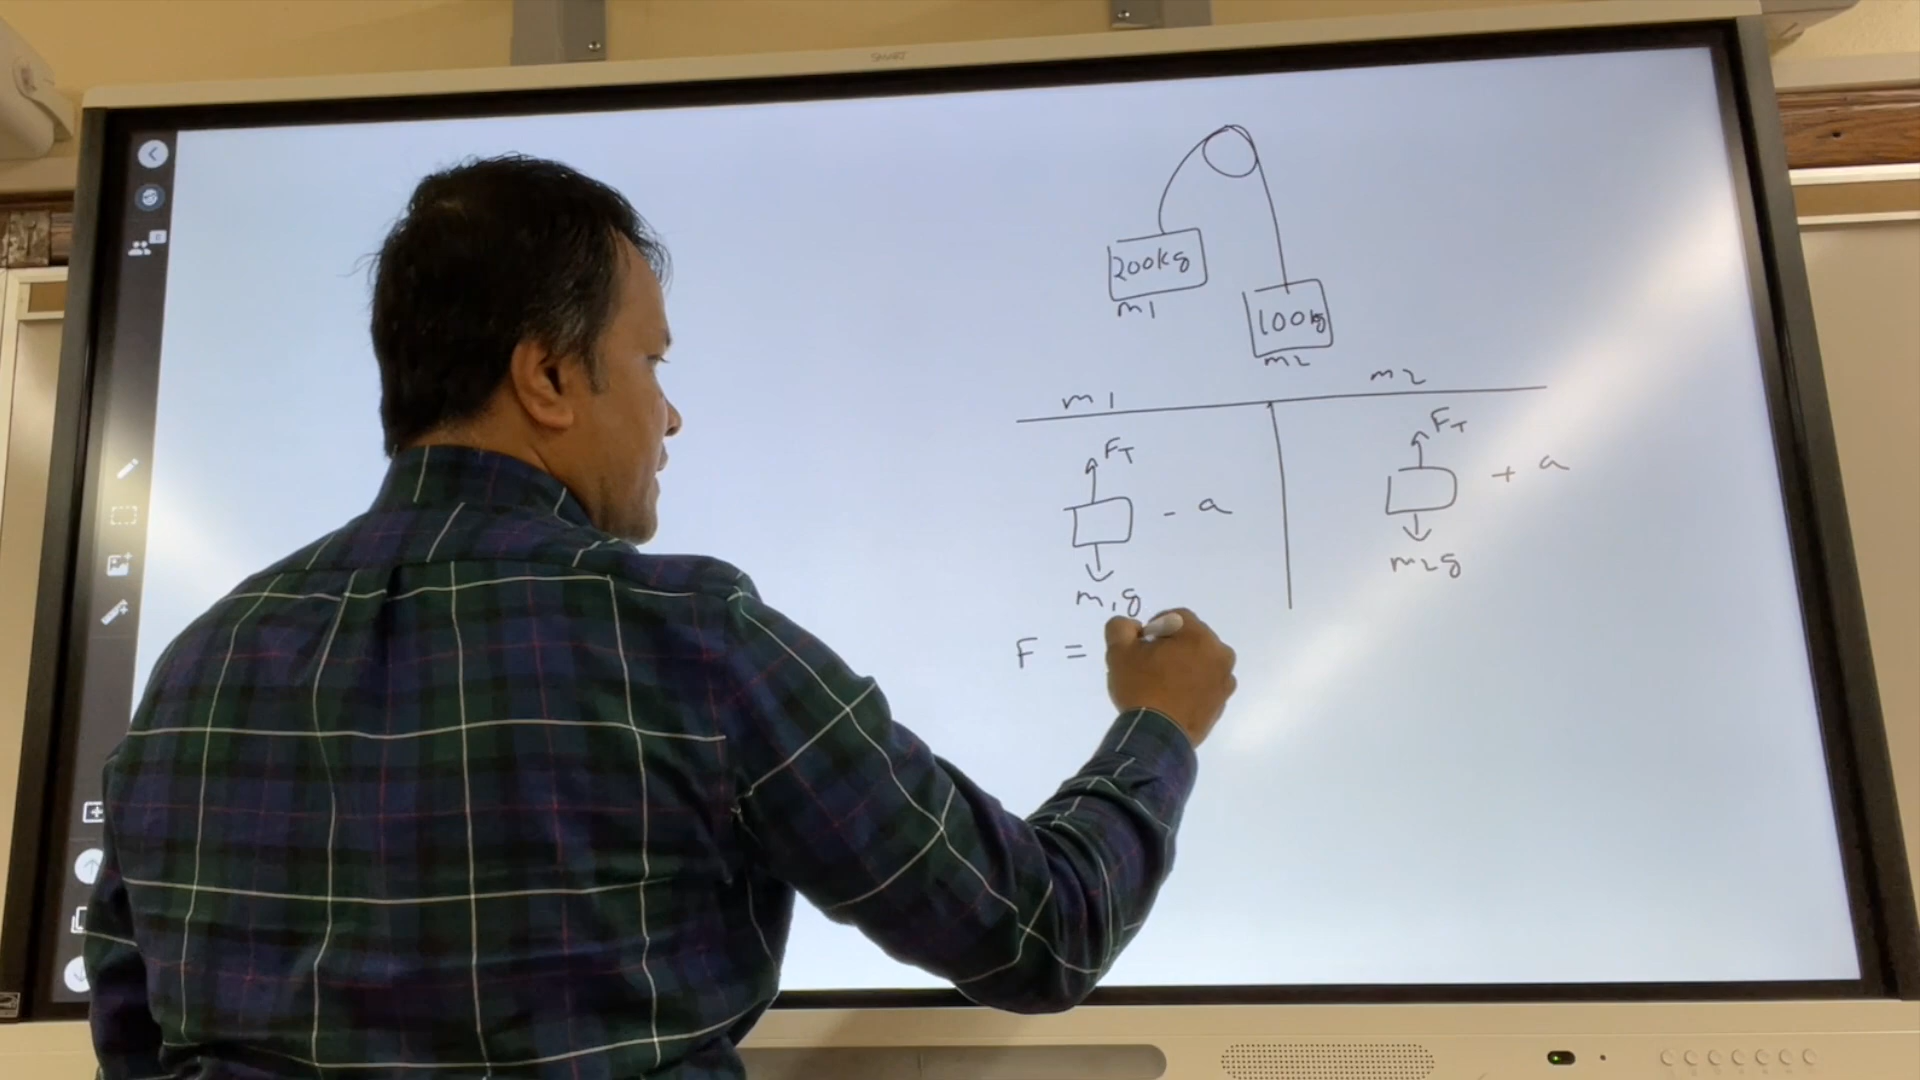 SMART
200kg
m1
100kg
m2
m1
m2
FT
- a
m1g
FT
+ a
m2g
F =